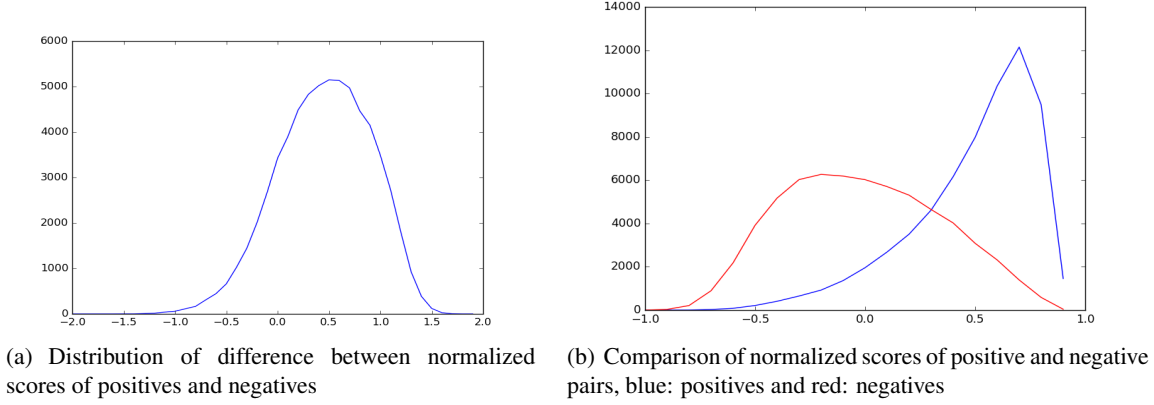 6000
5000
4000
3000
2000
1000
0
-2.0 -1.5 -1.0 -0.5 0.0 0.5 1.0 1.5 2.0
(a) Distribution of difference between normalized
scores of positives and negatives
14000
12000
10000
8000
6000
4000
2000
0
-1.0 -0.5 0.0 0.5 1.0
(b) Comparison of normalized scores of positive and negative
pairs, blue: positives and red: negatives